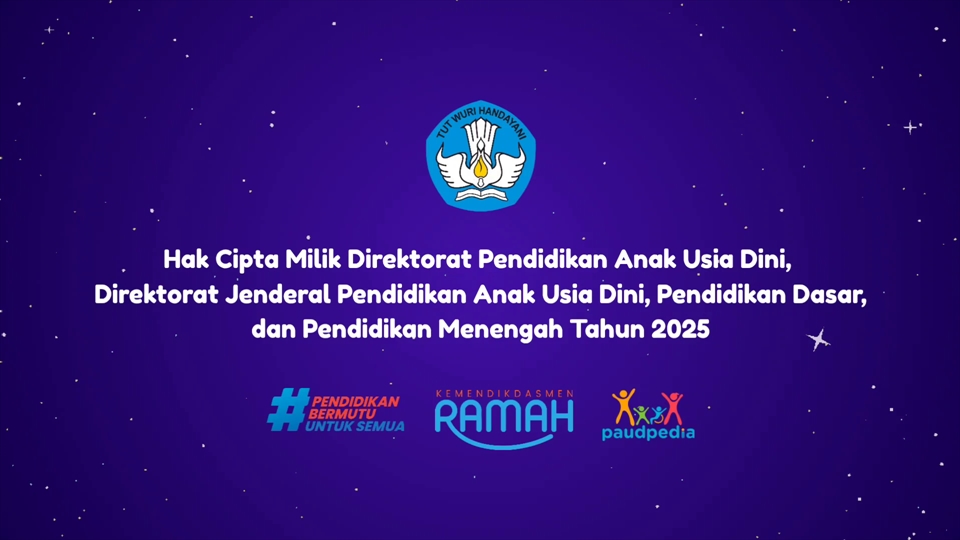 TUT WURI HANDAYANI
Hak Cipta Milik Direktorat Pendidikan Anak Usia Dini,
Direktorat Jenderal Pendidikan Anak Usia Dini, Pendidikan Dasar,
dan Pendidikan Menengah Tahun 2025
#PENDIDIKAN
BERMUTU
UNTUK SEMUA
KEMENDIKDASMEN
RAMAH
paudpedia